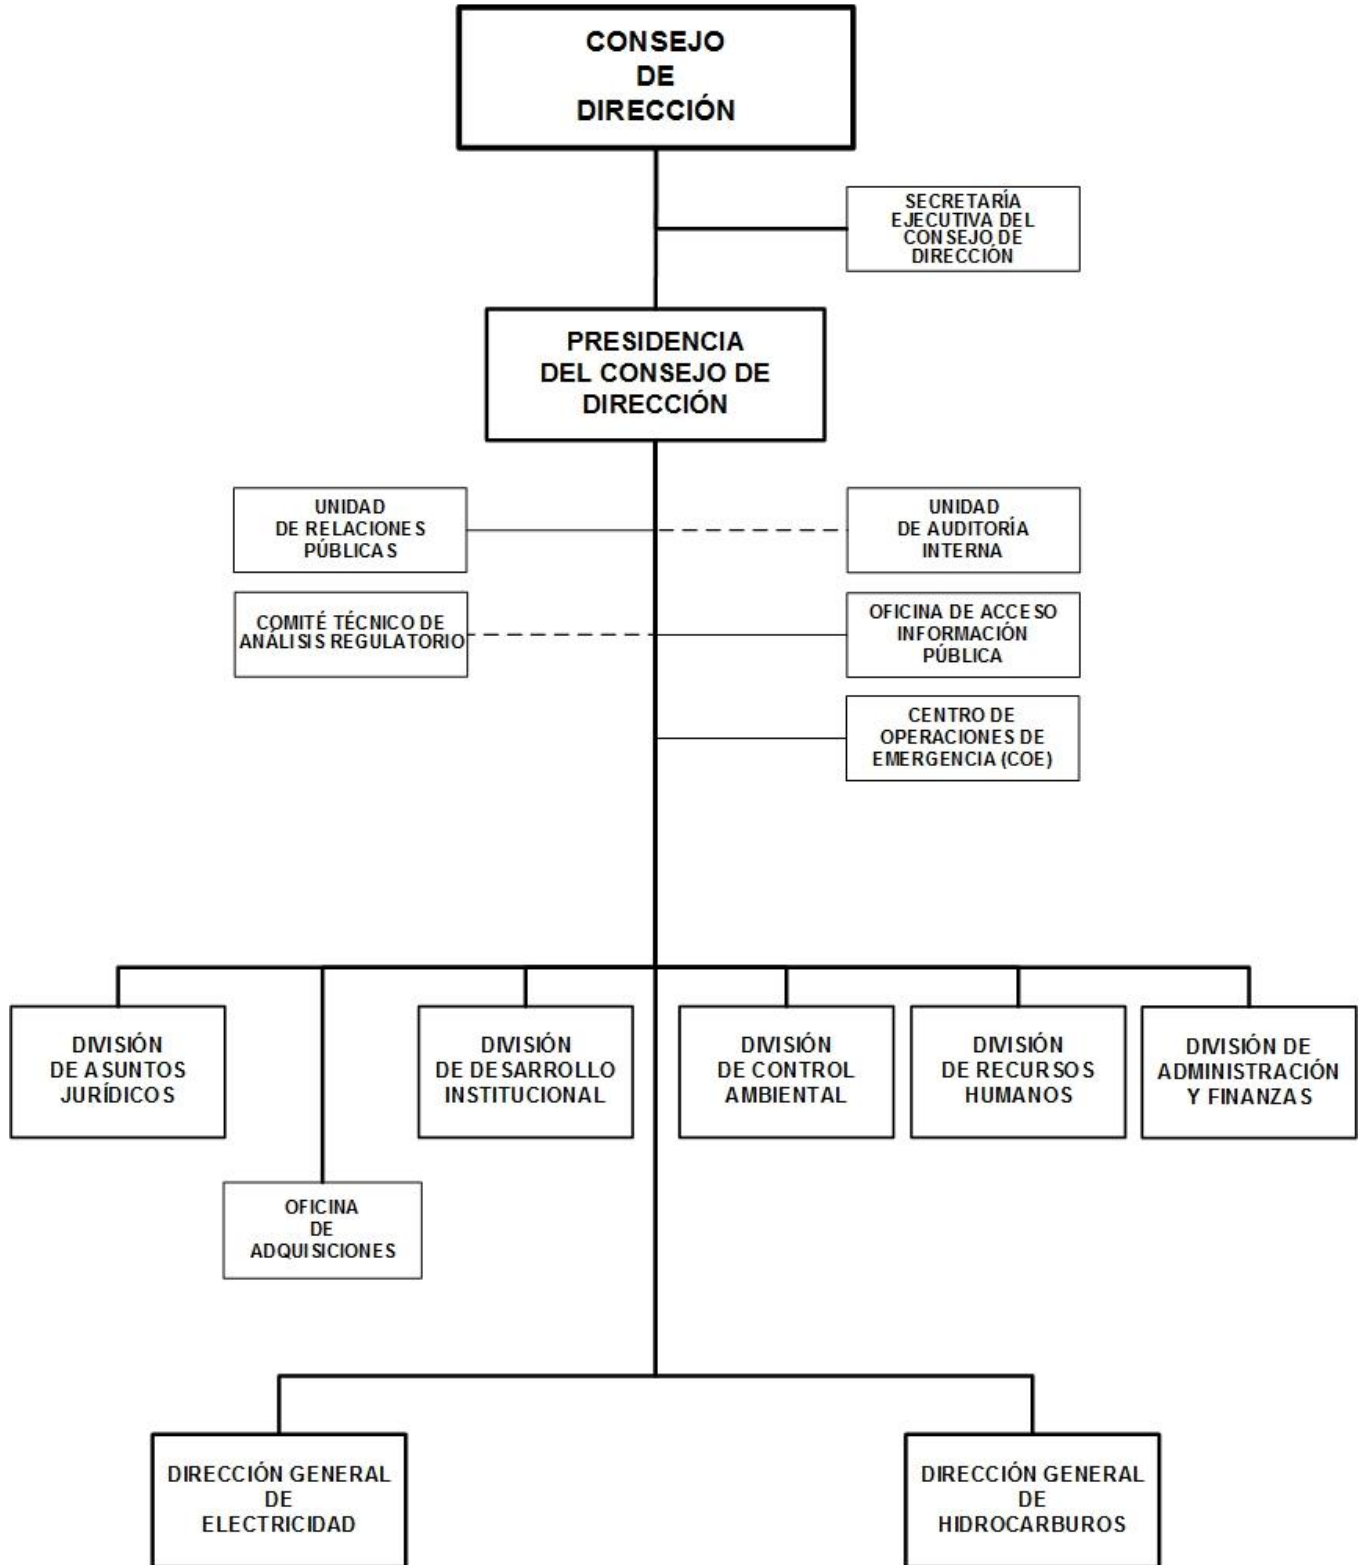 CONSEJO
DE
DIRECCIÓN
SECRETARÍA
EJECUTIVA DEL
CONSEJO DE
DIRECCIÓN
PRESIDENCIA
DEL CONSEJO DE
DIRECCIÓN
UNIDAD
DE RELACIONES
PÚBLICAS
UNIDAD
DE AUDITORÍA
INTERNA
COMITÉ TÉCNICO DE
ANÁLISIS REGULATORIO
OFICINA DE ACCESO
INFORMACIÓN
PÚBLICA
CENTRO DE
OPERACIONES DE
EMERGENCIA (COE)
DIVISIÓN
DE ASUNTOS
JURÍDICOS
DIVISIÓN
DE DESARROLLO
INSTITUCIONAL
DIVISIÓN
DE CONTROL
AMBIENTAL
DIVISIÓN
DE RECURSOS
HUMANOS
DIVISIÓN DE
ADMINISTRACIÓN
Y FINANZAS
OFICINA
DE
ADQUISICIONES
DIRECCIÓN GENERAL
DE
ELECTRICIDAD
DIRECCIÓN GENERAL
DE
HIDROCARBUROS